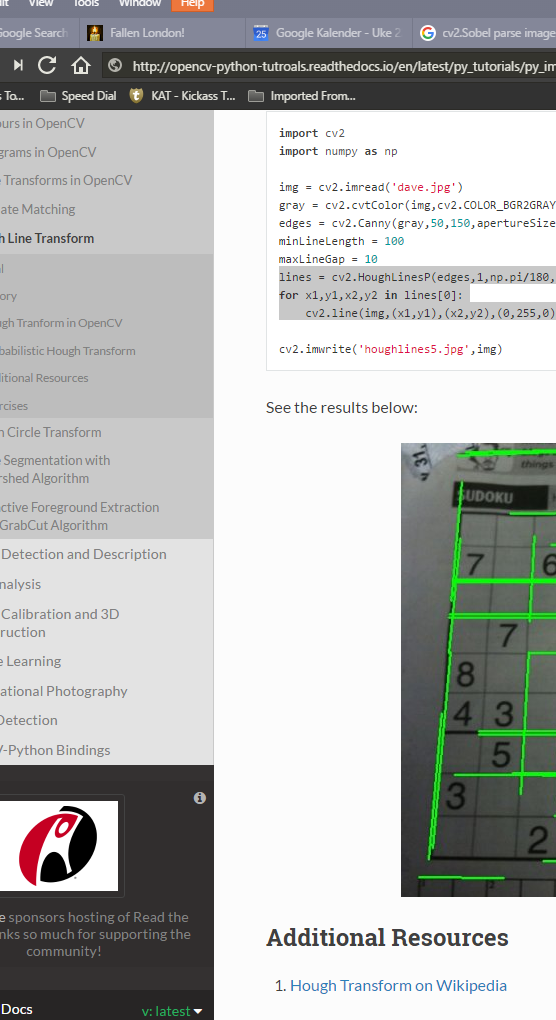 it View Tools Window Help
Google Search
Fallen London!
25 Google Kalender - Uke 2
cv2.Sobel parse image
http://opencv-python-tutroals.readthedocs.io/en/latest/py_tutorials/py_im
s To... Speed Dial KAT - Kickass T... Imported From...
ours in OpenCV
grams in OpenCV
e Transforms in OpenCV
ate Matching
gh Line Transform
al
ory
ugh Tranform in OpenCV
babilistic Hough Transform
ditional Resources
rcises
h Circle Transform
e Segmentation with
rshed Algorithm
active Foreground Extraction
GrabCut Algorithm
Detection and Description
nalysis
Calibration and 3D
ruction
e Learning
ational Photography
Detection
V-Python Bindings
e sponsors hosting of Read the
nks so much for supporting the
community!
Docs
v: latest
import cv2
import numpy as np
img = cv2.imread('dave.jpg')
gray = cv2.cvtColor(img,cv2.COLOR_BGR2GRAY
edges = cv2.Canny(gray,50,150,apertureSize
minLineLength = 100
maxLineGap = 10
lines = cv2.HoughLinesP(edges,1,np.pi/180,
for x1,y1,x2,y2 in lines[0]:
cv2.line(img,(x1,y1),(x2,y2),(0,255,0)
cv2.imwrite('houghlines5.jpg',img)
See the results below:
31
things
SUDOKU
7 6
7
8
4 3
5
3
2
Additional Resources
1. Hough Transform on Wikipedia